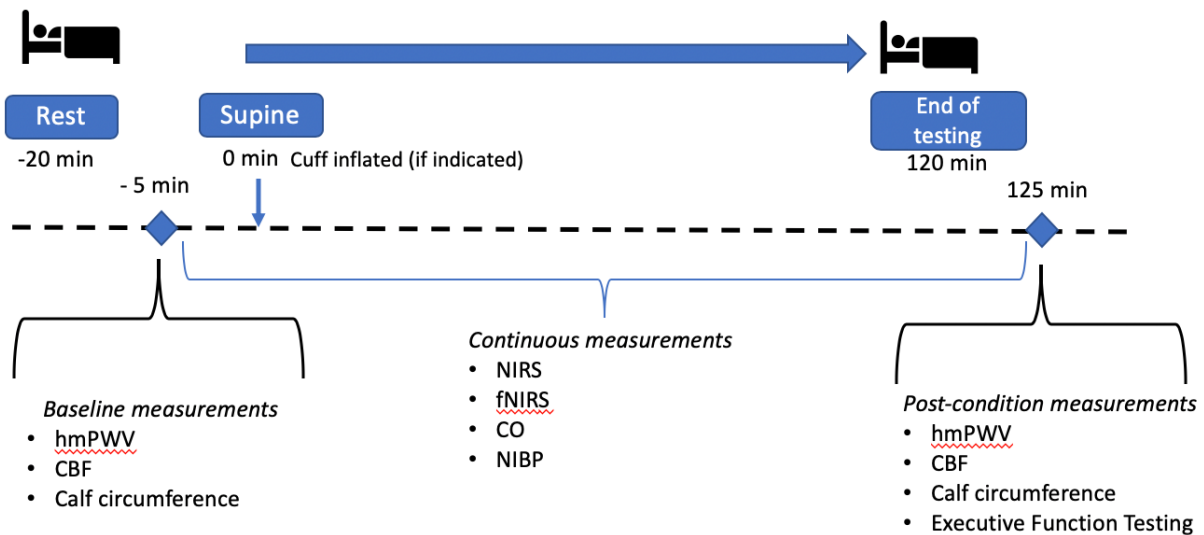 Rest
-20 min
Supine
0 min Cuff inflated (if indicated)
End of
testing
120 min
- 5 min
125 min
Baseline measurements
• hmPWV
• CBF
• Calf circumference
Continuous measurements
• NIRS
• fNIRS
• CO
• NIBP
Post-condition measurements
• hmPWV
• CBF
• Calf circumference
• Executive Function Testing